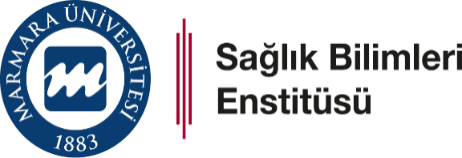 MARMARA ÜNİVERSİTESİ
1883
Sağlık Bilimleri
Enstitüsü